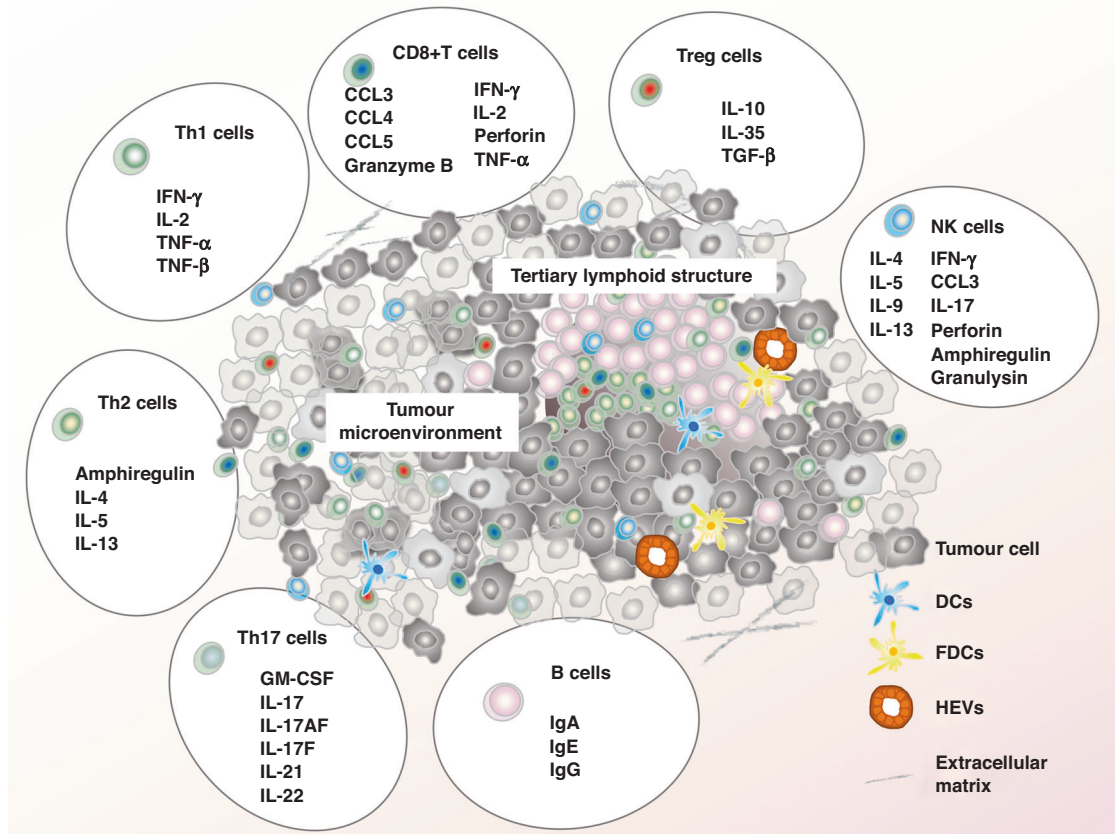 CD8+T cells
CCL3
CCL4
CCL5
Granzyme B
IFN-γ
IL-2
Perforin
TNF-α
Treg cells
IL-10
IL-35
TGF-β
Th1 cells
IFN-γ
IL-2
TNF-α
TNF-β
NK cells
IL-4
IL-5
IL-9
IL-13
IFN-γ
CCL3
IL-17
Perforin
Amphiregulin
Granulysin
Tertiary lymphoid structure
Tumour
microenvironment
Th2 cells
Amphiregulin
IL-4
IL-5
IL-13
Th17 cells
GM-CSF
IL-17
IL-17AF
IL-17F
IL-21
IL-22
B cells
IgA
IgE
IgG
Tumour cell
DCs
FDCs
HEVs
Extracellular
matrix